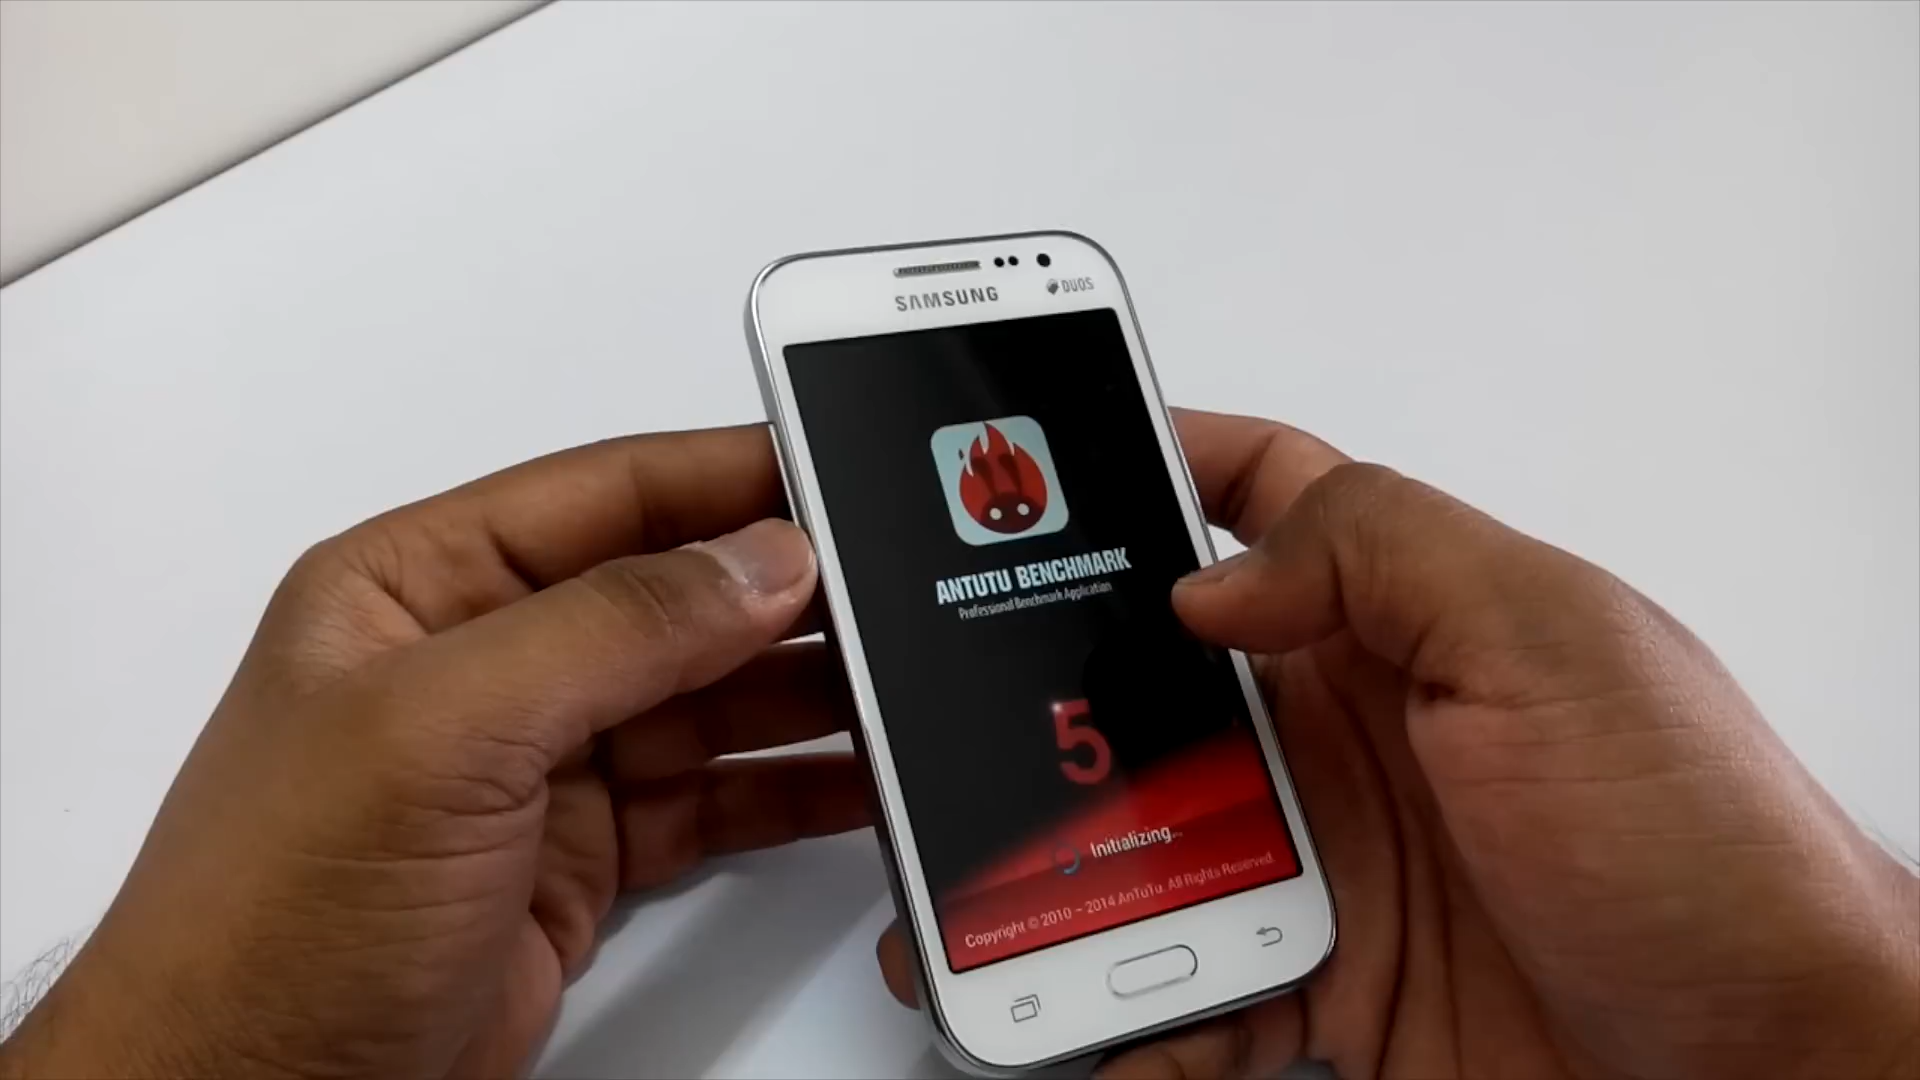 SAMSUNG
DUOS
ANTUTU BENCHMARK
Professional Benchmark Application
5
Initializing...
Copyright © 2010 - 2014 AnTuTu. All Rights Reserved.